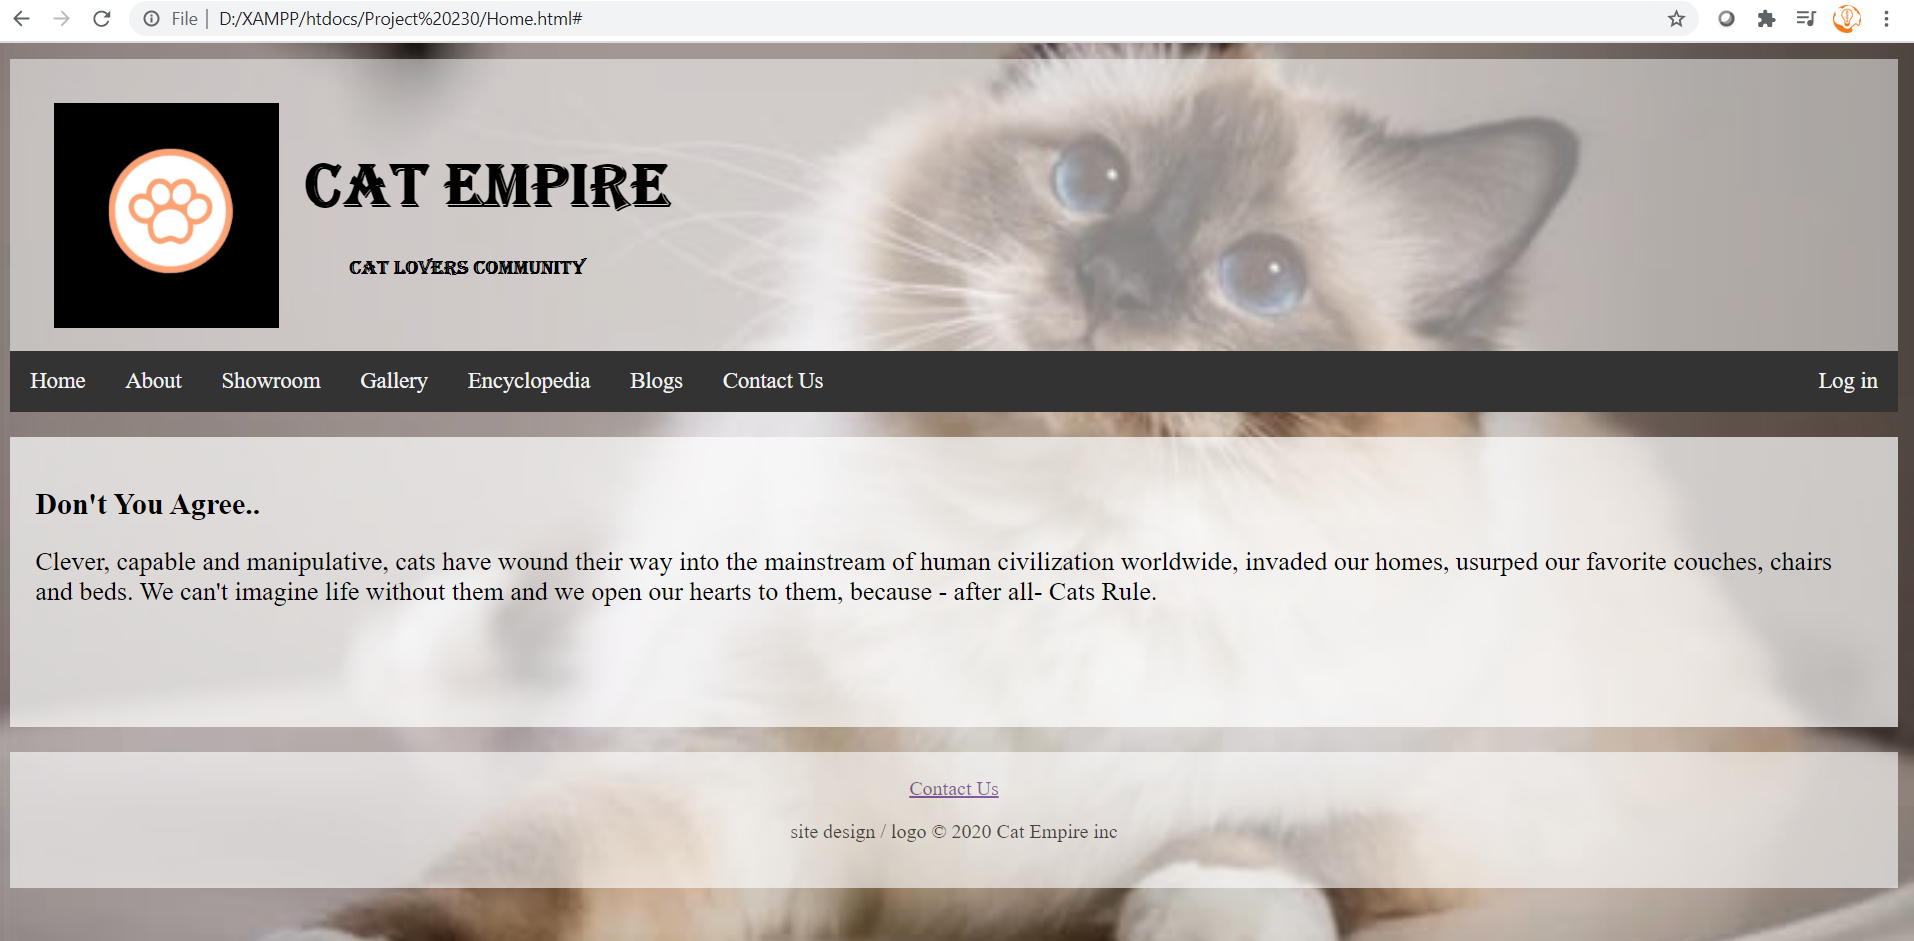 File | D:/XAMPP/htdocs/Project%20230/Home.html#
CAT EMPIRE
CAT LOVERS COMMUNITY
Home About Showroom Gallery Encyclopedia Blogs Contact Us Log in
Don't You Agree..
Clever, capable and manipulative, cats have wound their way into the mainstream of human civilization worldwide, invaded our homes, usurped our favorite couches, chairs
and beds. We can't imagine life without them and we open our hearts to them, because - after all- Cats Rule.
Contact Us
site design / logo © 2020 Cat Empire inc